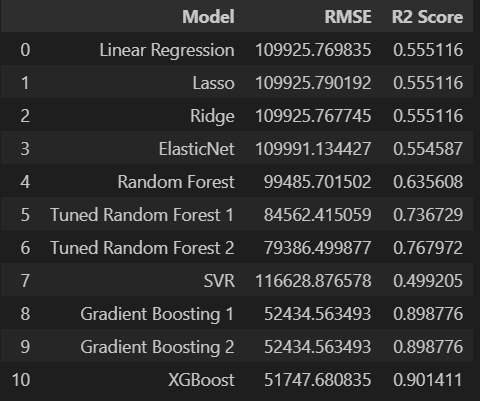 Model RMSE R2 Score
0 Linear Regression 109925.769835 0.555116
1 Lasso 109925.790192 0.555116
2 Ridge 109925.767745 0.555116
3 ElasticNet 109991.134427 0.554587
4 Random Forest 99485.701502 0.635608
5 Tuned Random Forest 1 84562.415059 0.736729
6 Tuned Random Forest 2 79386.499877 0.767972
7 SVR 116628.876578 0.499205
8 Gradient Boosting 1 52434.563493 0.898776
9 Gradient Boosting 2 52434.563493 0.898776
10 XGBoost 51747.680835 0.901411